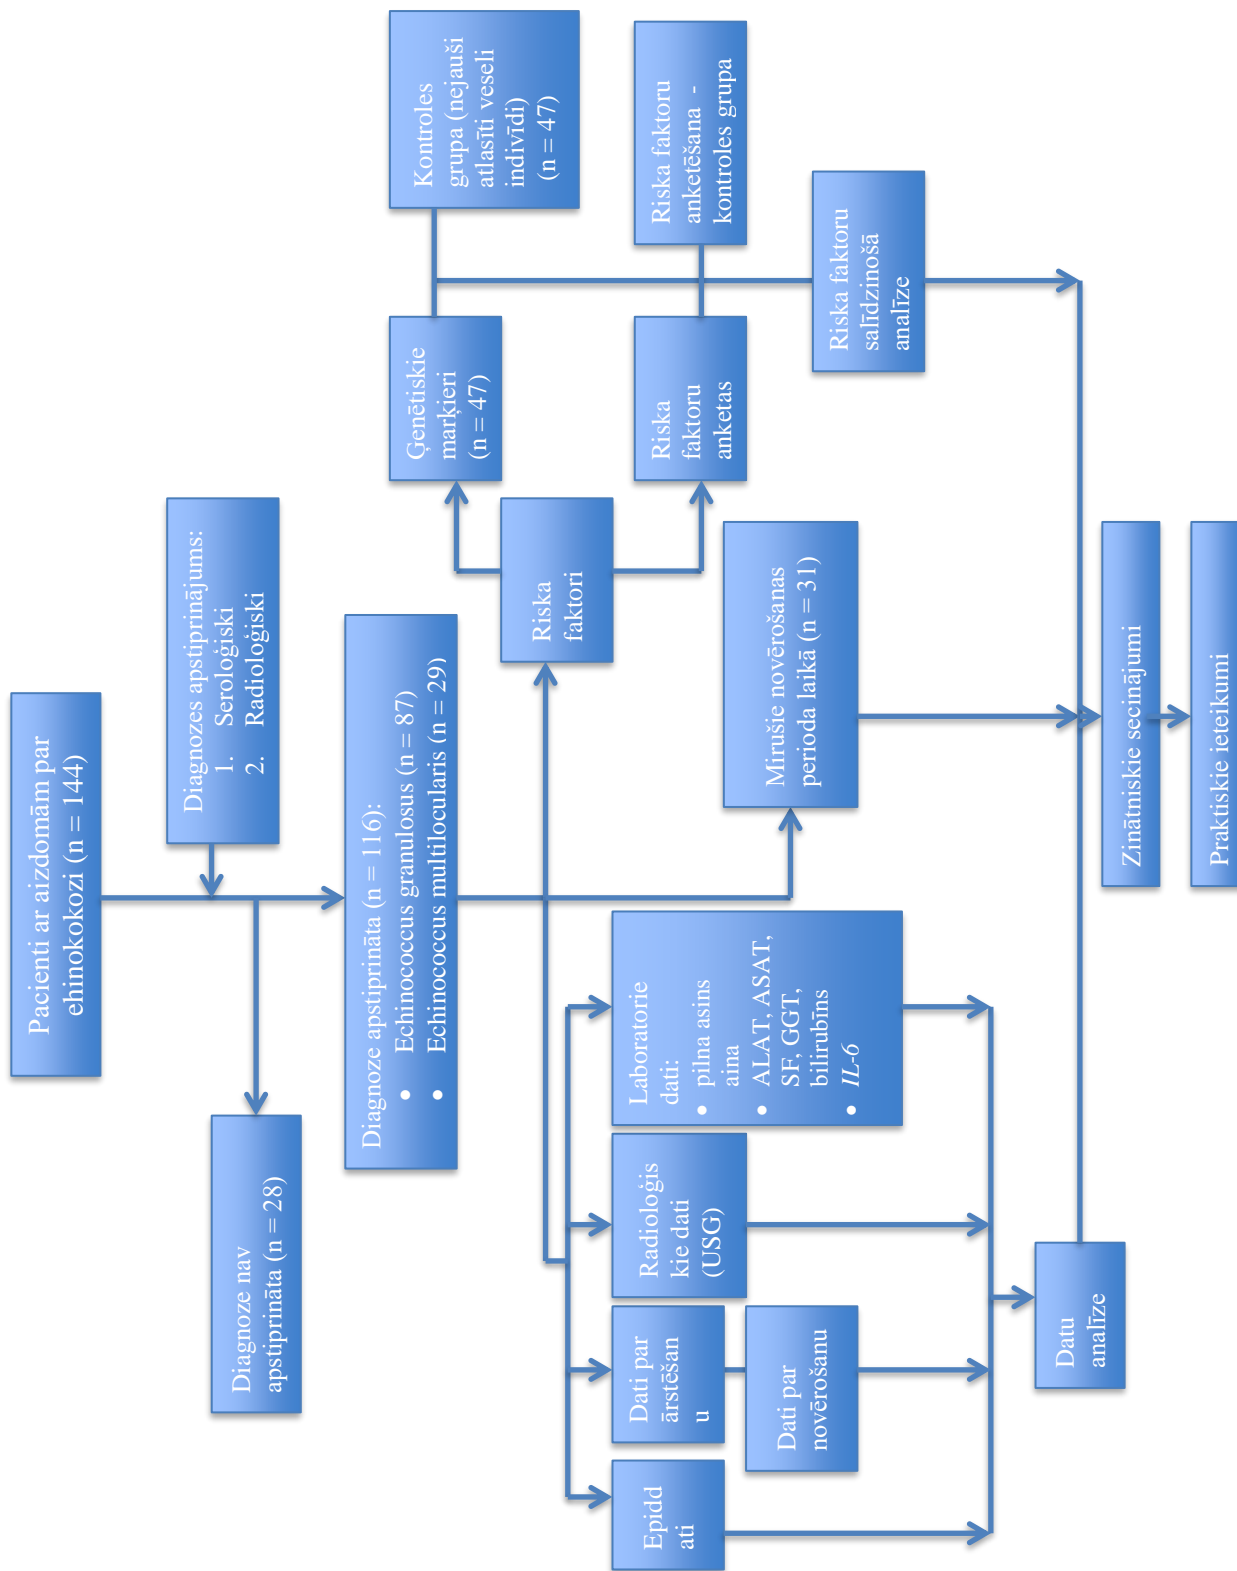 Pacienti ar aizdomām par
ehinokokozi (n = 144)
Diagnozes apstiprinājums:
1. Seroloģiski
2. Radioloģiski
Diagnoze nav
apstiprināta (n = 28)
Diagnoze apstiprināta (n = 116):
• Echinococcus granulosus (n = 87)
• Echinococcus multilocularis (n = 29)
Riska
faktori
Ģenētiskie
marķieri
(n = 47)
Kontroles
grupa (nejauši
atlasīti veseli
indivīdi)
(n = 47)
Riska
faktoru
anketas
Riska faktoru
anketēšana -
kontroles grupa
Riska faktoru
salīdzinošā
analīze
Epidd
ati
Dati par
ārstēšan
u
Dati par
novērošanu
Radioloģis
kie dati
(USG)
Laboratorie
dati:
• pilna asins
aina
• ALAT, ASAT,
SF, GGT,
bilirubīns
• IL-6
Mirušie novērošanas
perioda laikā (n = 31)
Datu
analīze
Zinātniskie secinājumi
Praktiskie ieteikumi